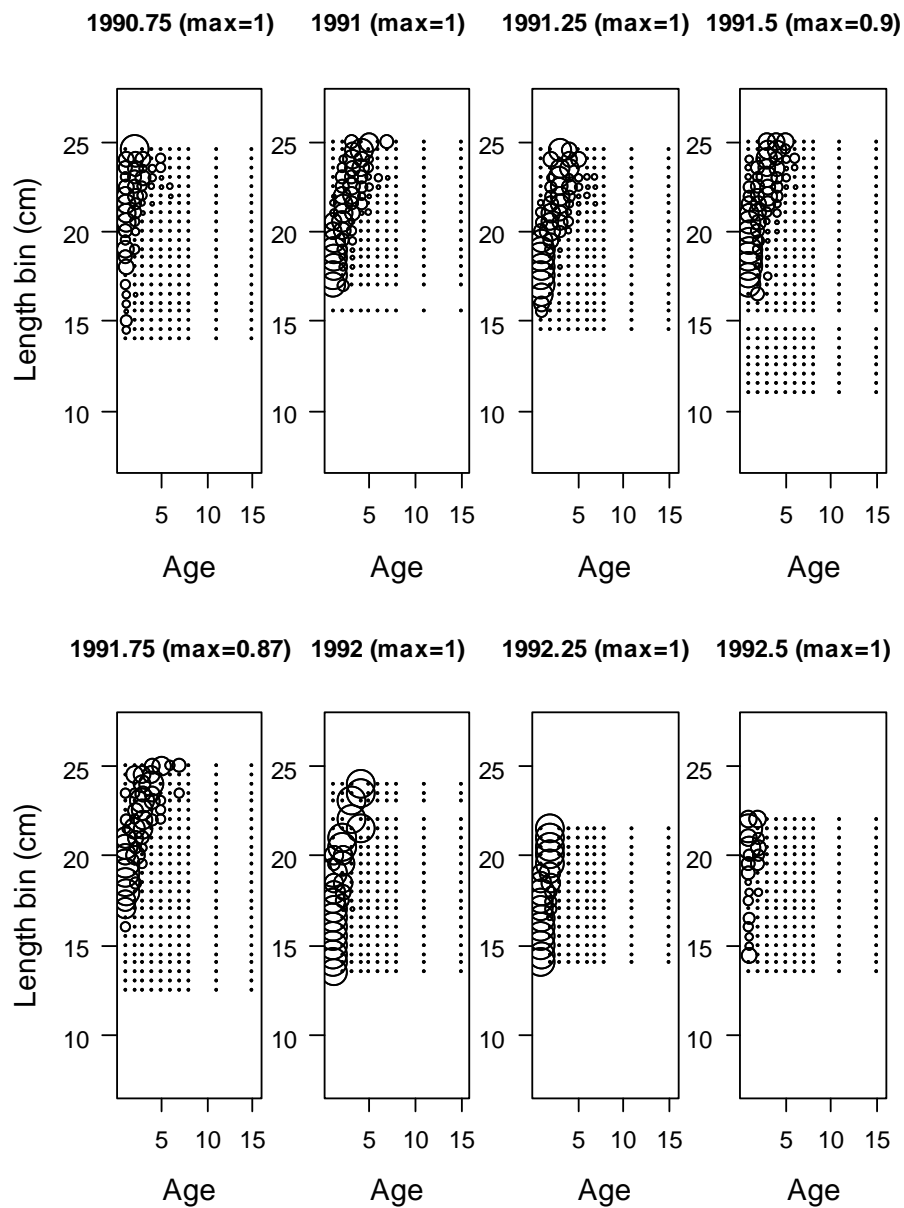 1990.75 (max=1) 1991 (max=1) 1991.25 (max=1) 1991.5 (max=0.9)
Length bin (cm)
25 25 25 25
20 20 20 20
15 15 15 15
10 10 10 10
5 10 15 5 10 15 5 10 15 5 10 15
Age Age Age Age
1991.75 (max=0.87) 1992 (max=1) 1992.25 (max=1) 1992.5 (max=1)
Length bin (cm)
25 25 25 25
20 20 20 20
15 15 15 15
10 10 10 10
5 10 15 5 10 15 5 10 15 5 10 15
Age Age Age Age